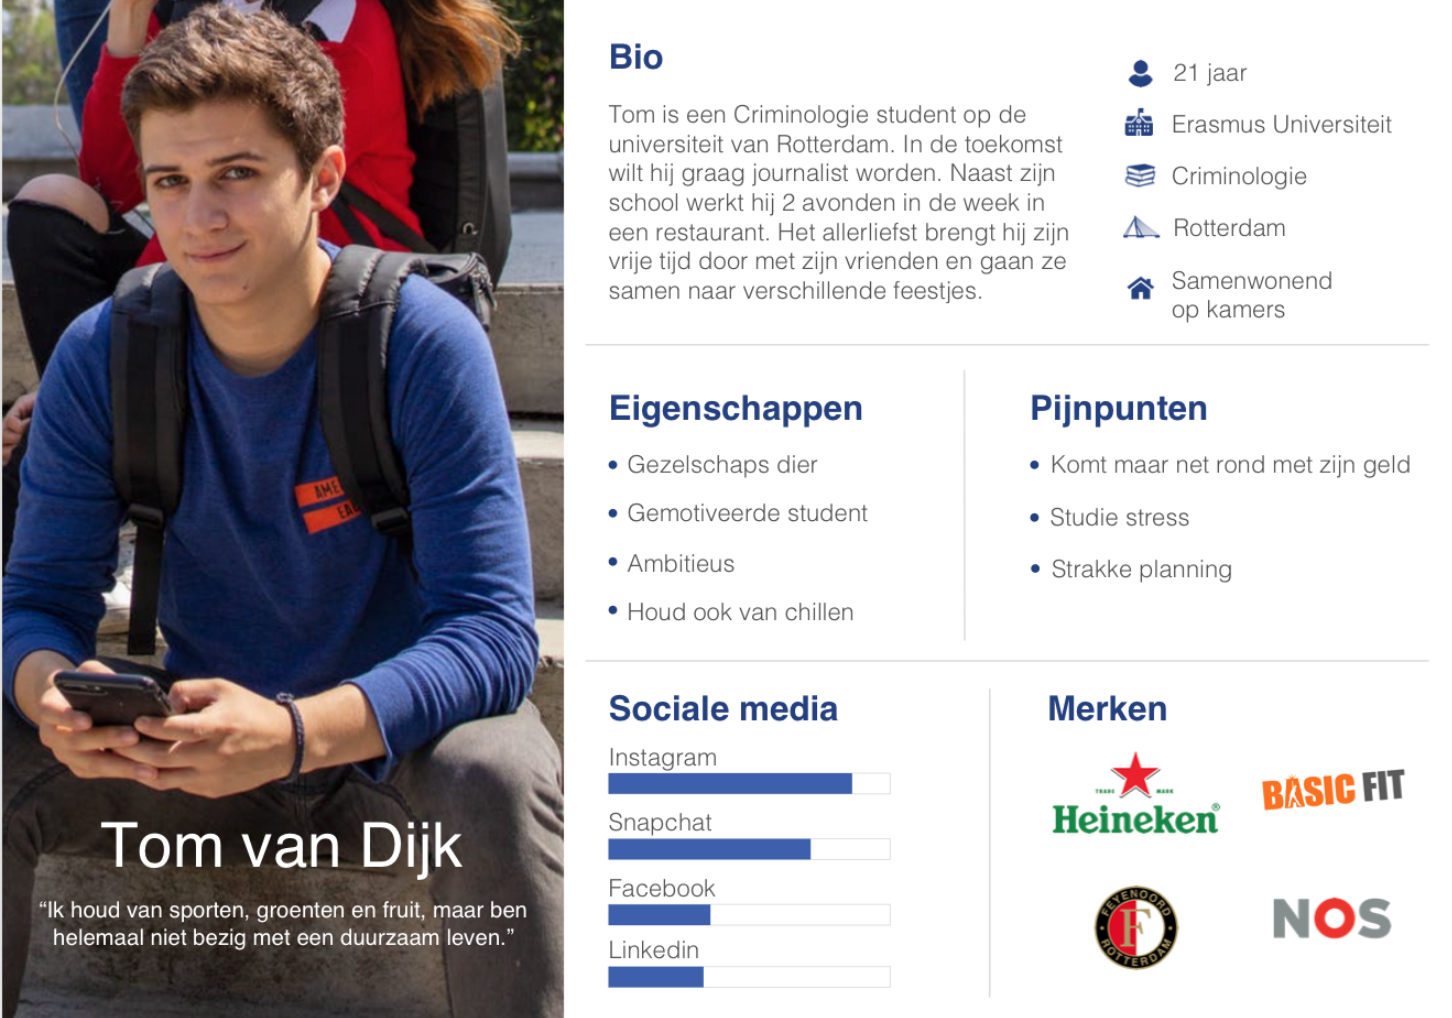 Bio
Tom is een Criminologie student op de
universiteit van Rotterdam. In de toekomst
wilt hij graag journalist worden. Naast zijn
school werkt hij 2 avonden in de week in
een restaurant. Het allerliefst brengt hij zijn
vrije tijd door met zijn vrienden en gaan ze
samen naar verschillende feestjes.
21 jaar
Erasmus Universiteit
Criminologie
Rotterdam
Samenwonend
op kamers
Eigenschappen
• Gezelschaps dier
• Gemotiveerde student
• Ambitieus
• Houd ook van chillen
Pijnpunten
• Komt maar net rond met zijn geld
• Studie stress
• Strakke planning
Sociale media
Instagram
Snapchat
Facebook
Linkedin
Merken
TRADE MARK
Heineken®
BASIC FIT
FEYENOORD
F
ROTTERDAM
NOS
AME
EA
Tom van Dijk
“Ik houd van sporten, groenten en fruit, maar ben
helemaal niet bezig met een duurzaam leven.”